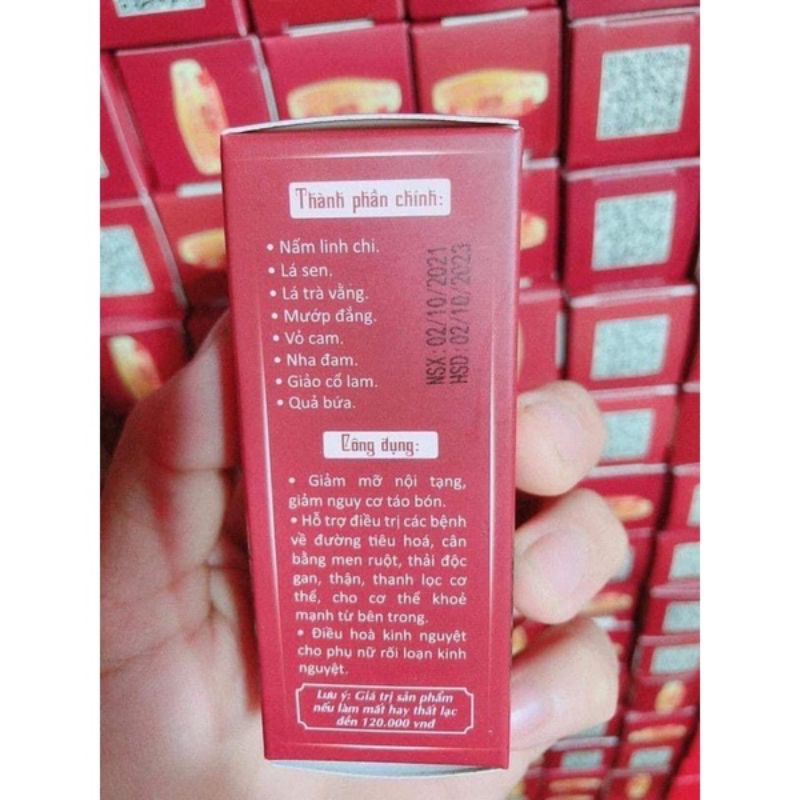 Thành phần chính:
• Nấm linh chi.
• Lá sen.
• Lá trà vằng.
• Mướp đắng.
• Vỏ cam.
• Nha đam.
• Giảo cổ lam.
• Quả bứa.
NSX: 02/10/2021
HSD: 02/10/2023
Công dụng:
• Giảm mỡ nội tạng,
giảm nguy cơ táo bón.
• Hỗ trợ điều trị các bệnh
về đường tiêu hoá, cân
bằng men ruột, thải độc
gan, thận, thanh lọc cơ
thể, cho cơ thể khoẻ
mạnh từ bên trong.
• Điều hoà kinh nguyệt
cho phụ nữ rối loạn kinh
nguyệt.
Lưu ý: Giá trị sản phẩm
nếu làm mất hay thất lạc
đền 120.000 vnđ